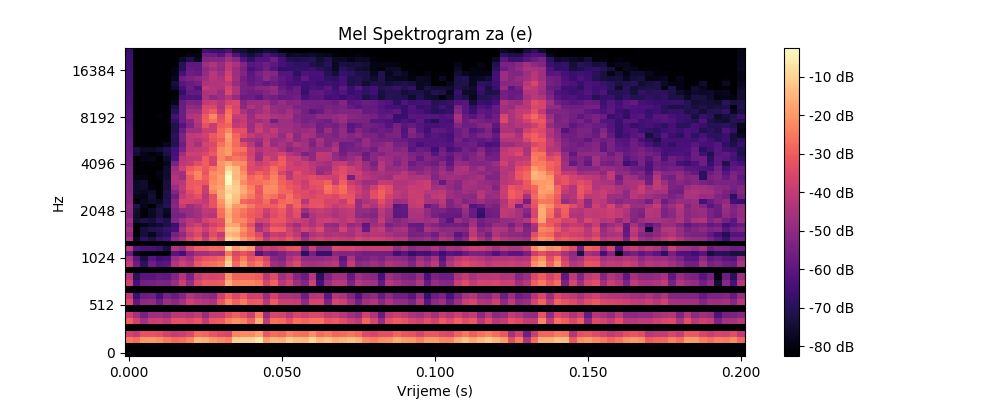 Mel Spektrogram za (e)
16384
8192
4096
2048
1024
512
0
Hz
0.000
0.050
0.100
0.150
0.200
Vrijeme (s)
-10 dB
-20 dB
-30 dB
-40 dB
-50 dB
-60 dB
-70 dB
-80 dB